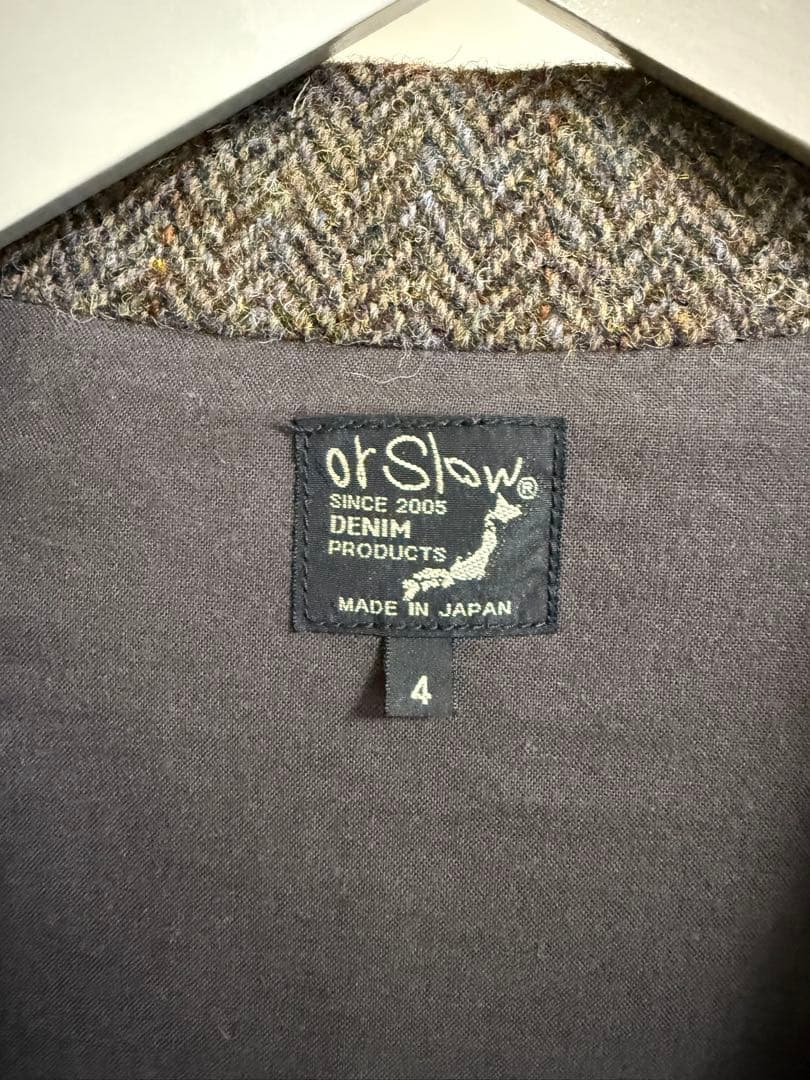 orSlow®
SINCE 2005
DENIM
PRODUCTS
MADE IN JAPAN
4